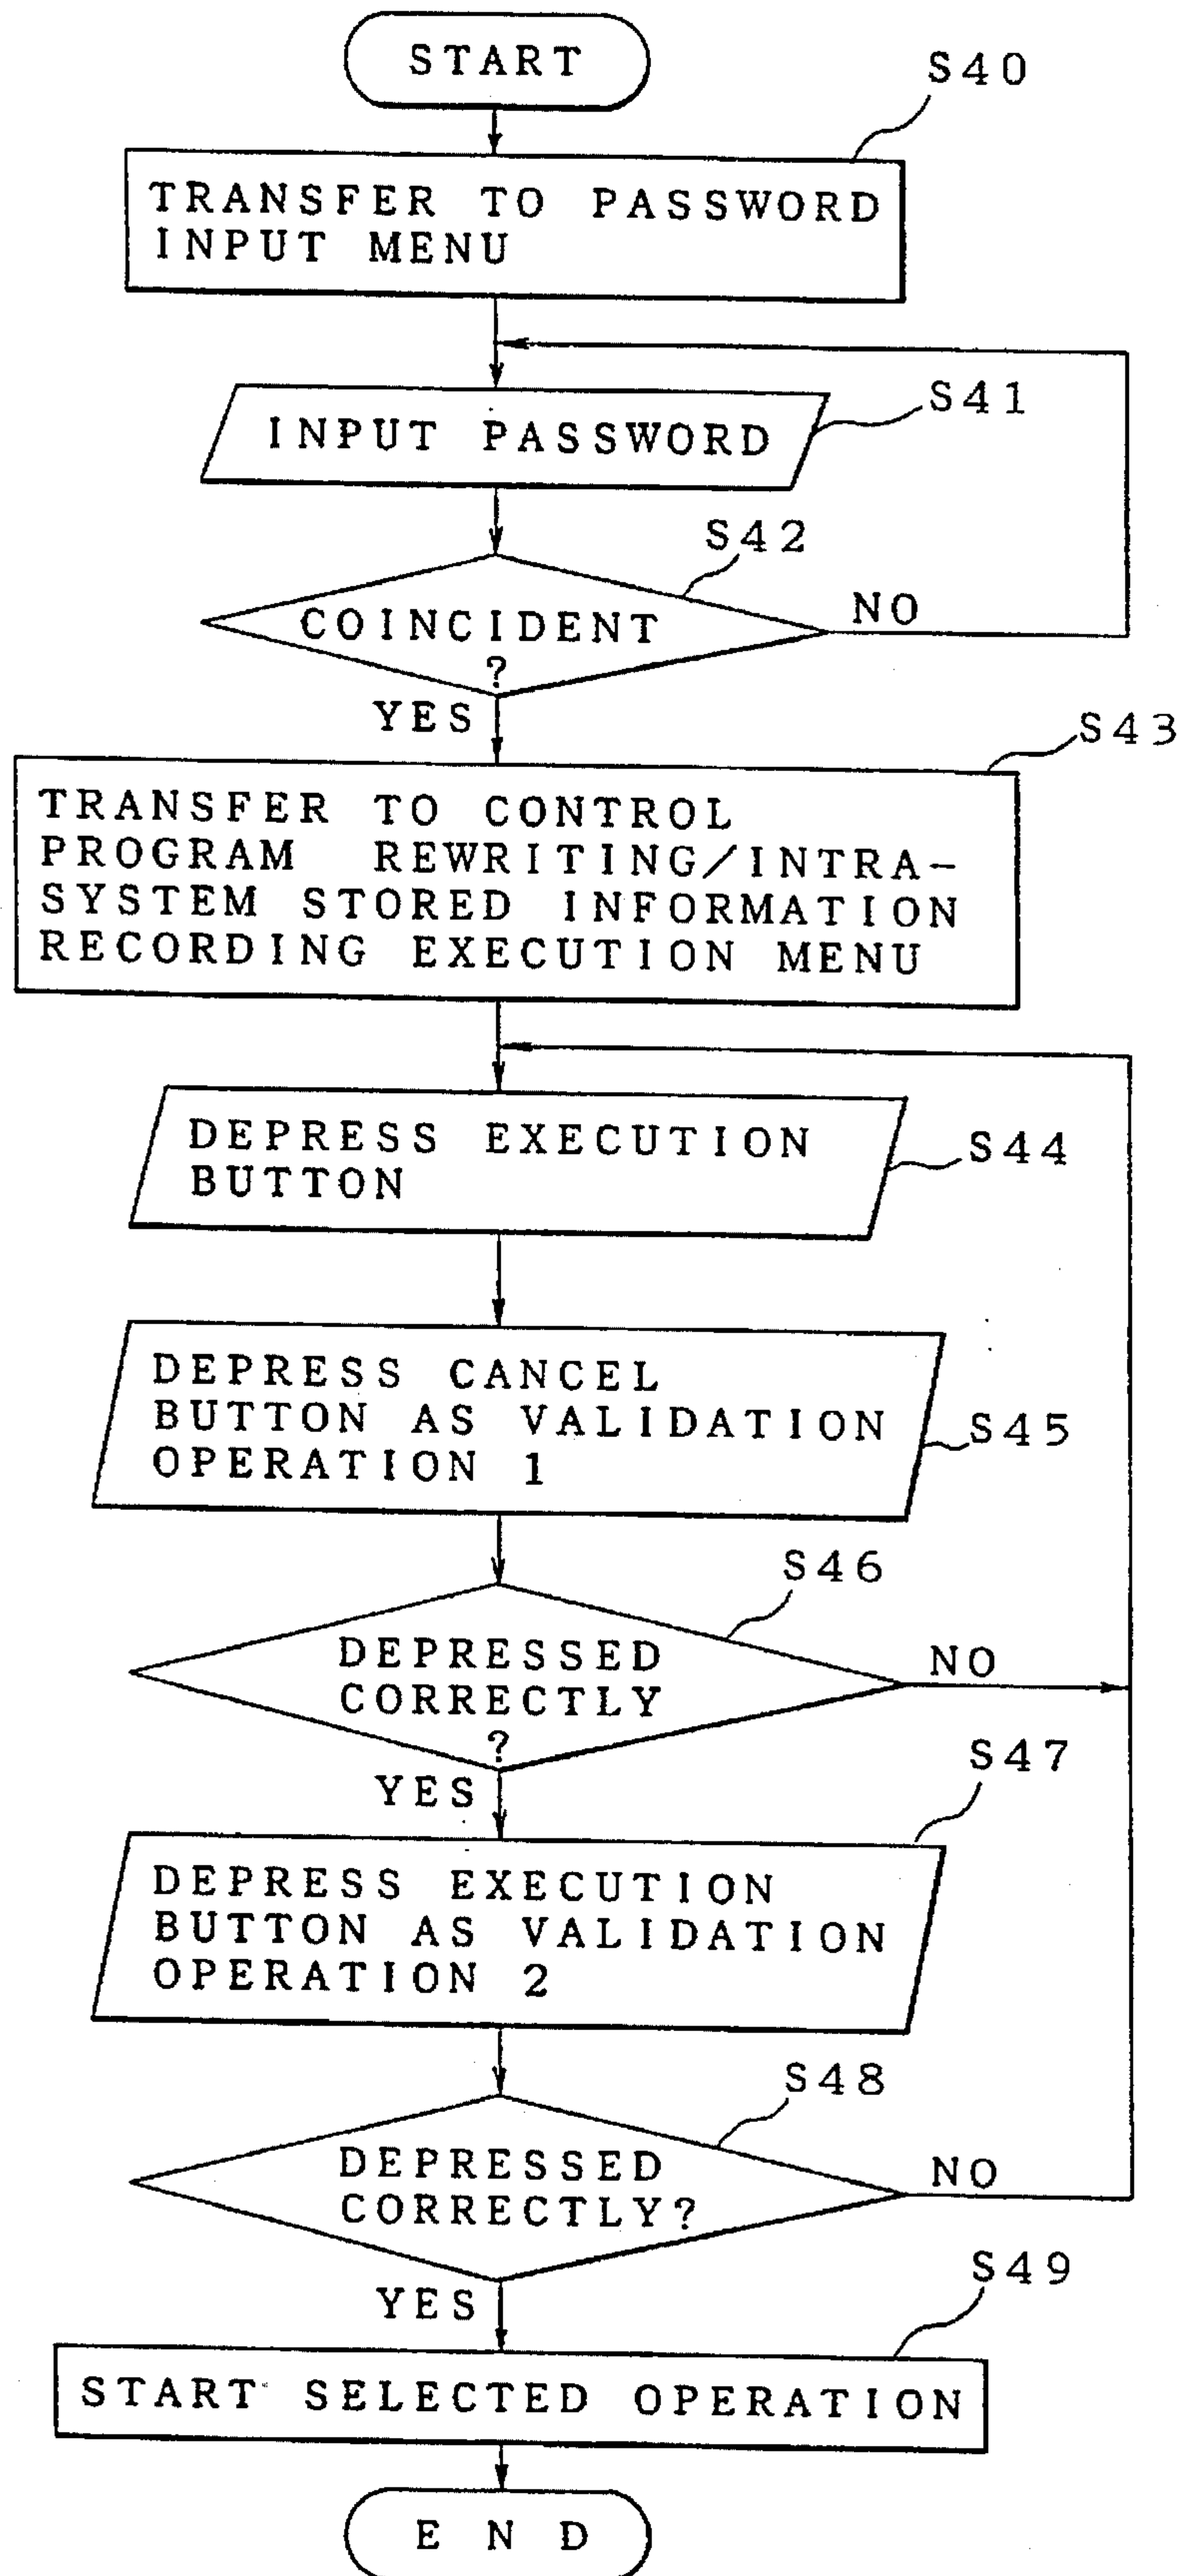 START
S40
TRANSFER TO PASSWORD
INPUT MENU
S41
INPUT PASSWORD
S42
COINCIDENT
?
NO
YES
S43
TRANSFER TO CONTROL
PROGRAM REWRITING/INTRA-
SYSTEM STORED INFORMATION
RECORDING EXECUTION MENU
DEPRESS EXECUTION
BUTTON
S44
DEPRESS CANCEL
BUTTON AS VALIDATION
OPERATION 1
S45
S46
DEPRESSED
CORRECTLY
?
NO
YES
S47
DEPRESS EXECUTION
BUTTON AS VALIDATION
OPERATION 2
S48
DEPRESSED
CORRECTLY?
NO
YES
S49
START SELECTED OPERATION
END